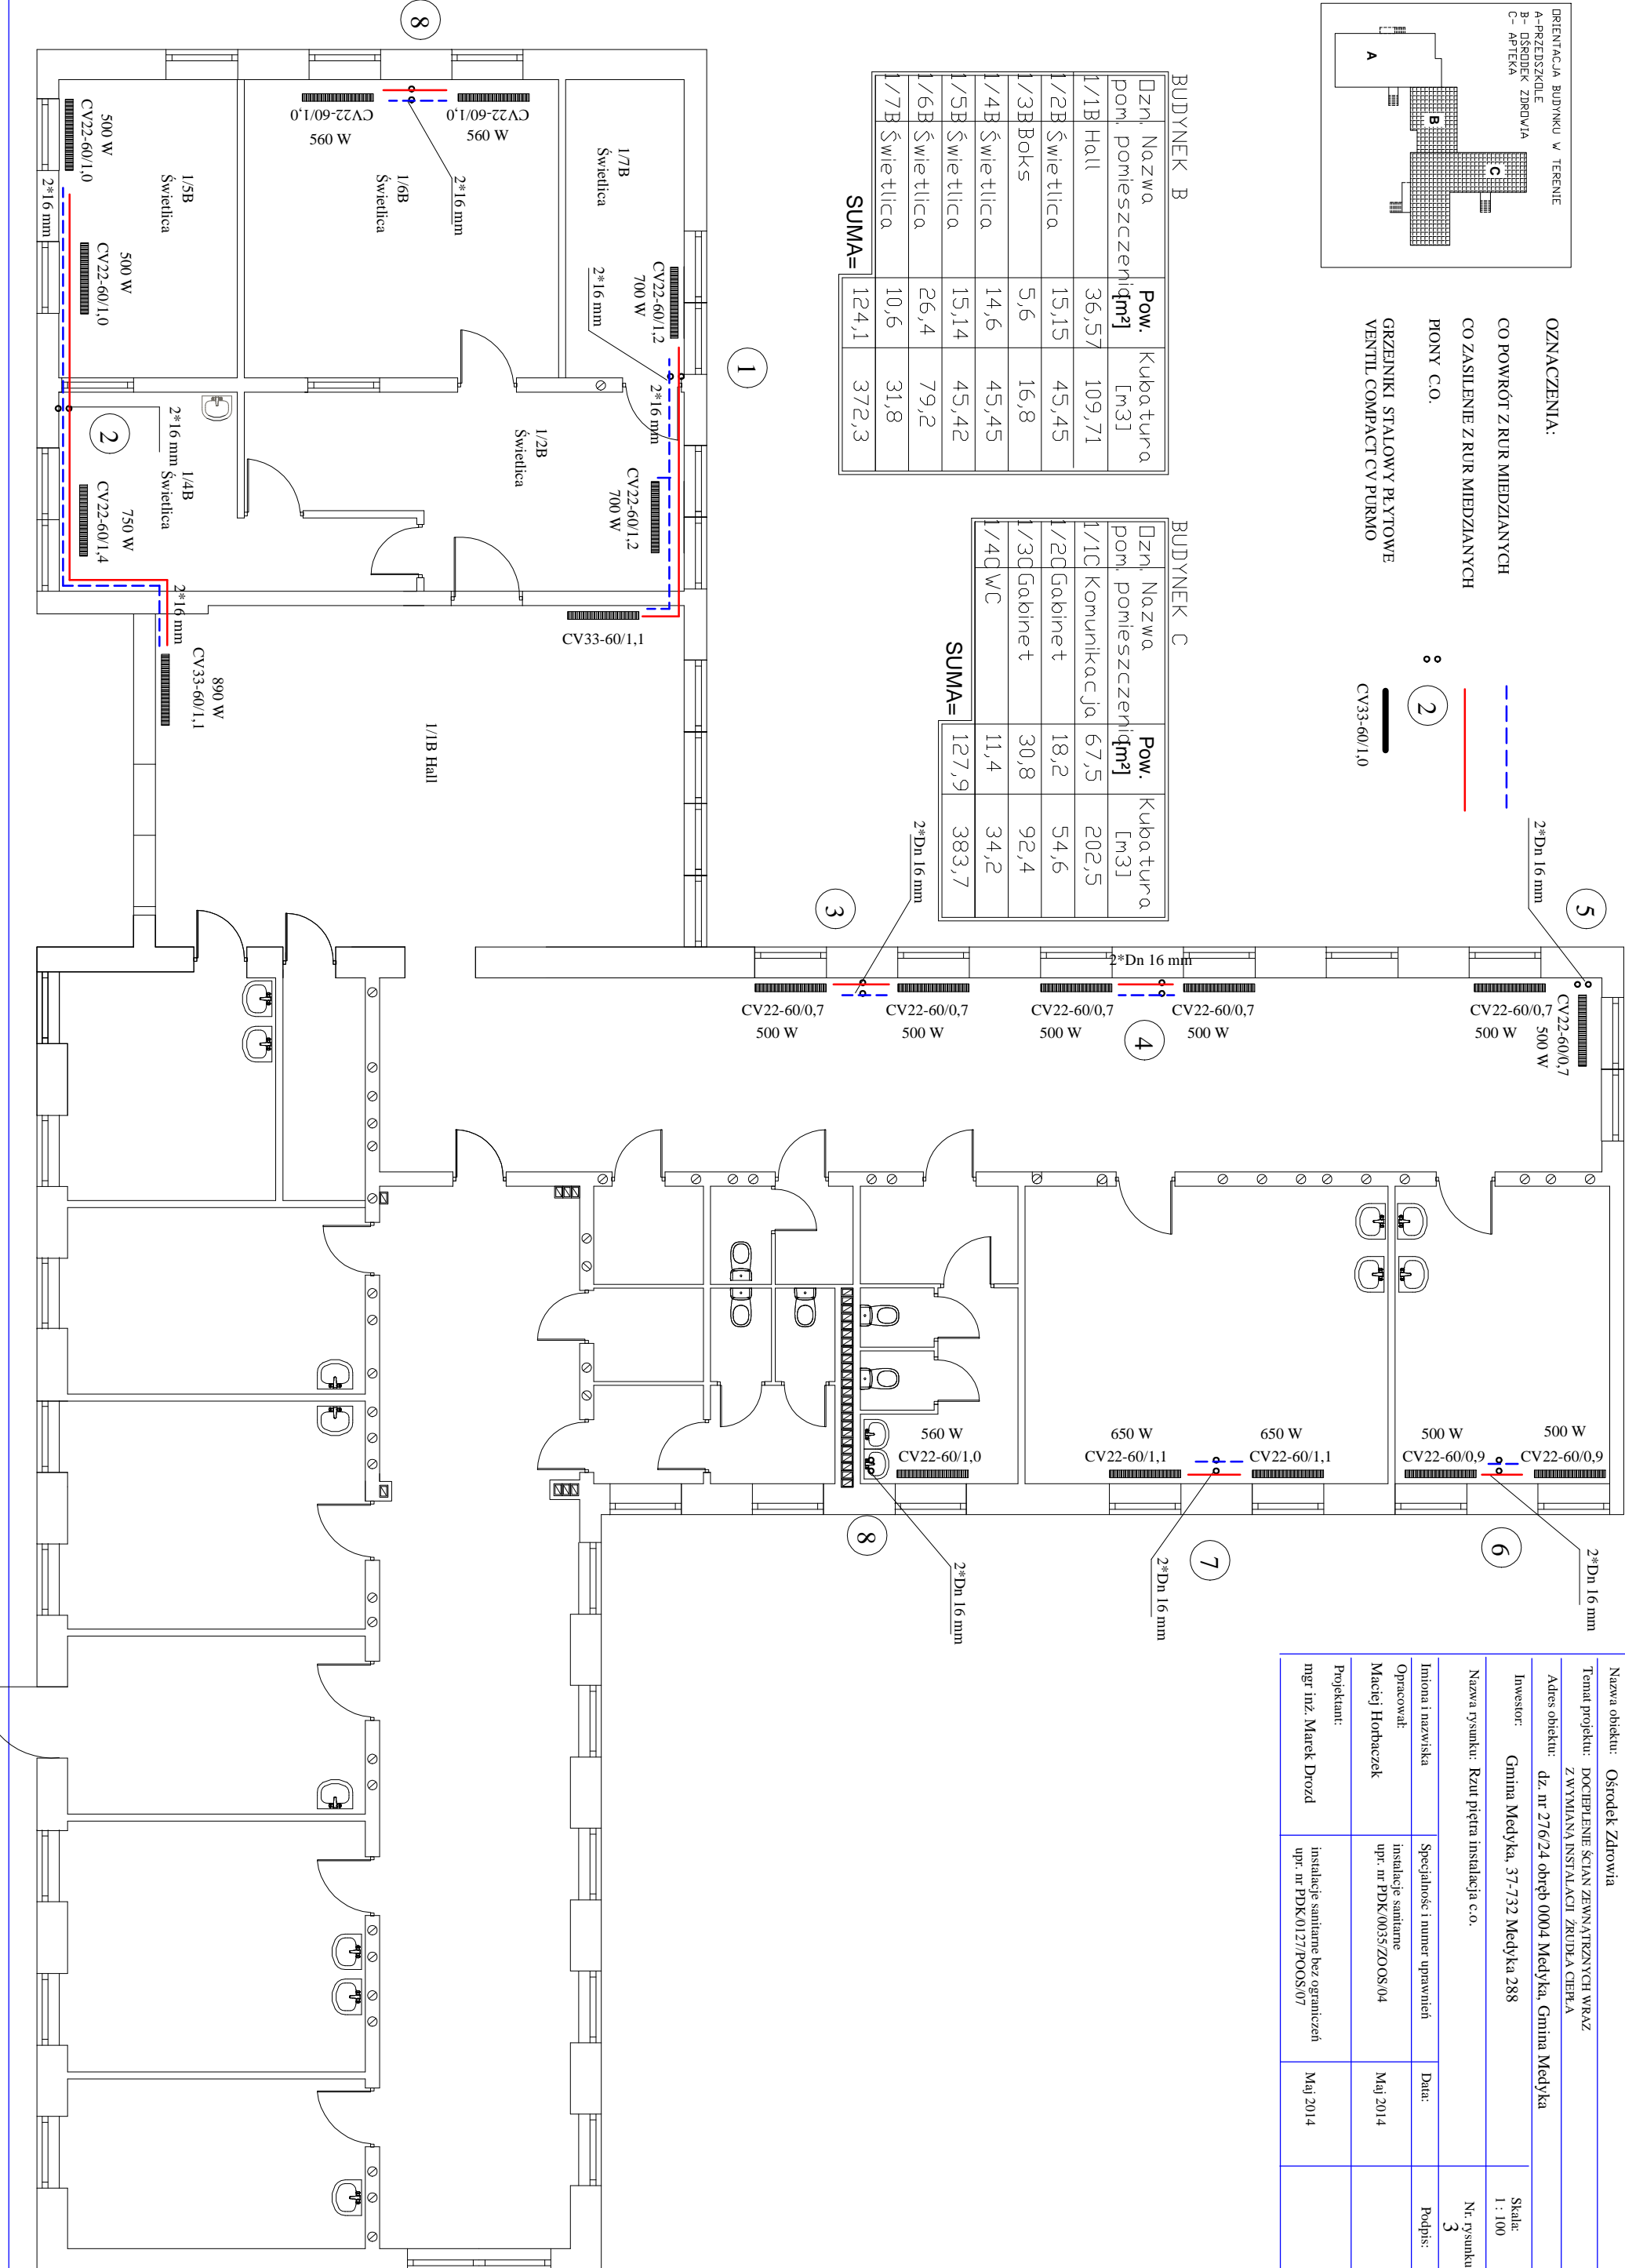 ORIENTACJA BUDYNKU W TERENIE
A-PRZEDSZKOLE
B- OŚRODEK ZDROWIA
C- APTEKA
A
B
C
OZNACZENIA:
CO POWRÓT Z RUR MIEDZIANYCH
CO ZASILENIE Z RUR MIEDZIANYCH
PIONY C.O.
2
GRZEJNIKI STALOWY PŁYTOWE
VENTIL COMPACT CV PURMO
CV33-60/1,0
BUDYNEK B
Ozn. Nazwa Pow. Kubatura
pom. pomieszczenia [m²] [m3]
1/1B Hall 36,57 109,71
1/2B Świetlica 15,15 45,45
1/3B Boks 5,6 16,8
1/4B Świetlica 14,6 45,45
1/5B Świetlica 15,14 45,42
1/6B Świetlica 26,4 79,2
1/7B Świetlica 10,6 31,8
SUMA= 124,1 372,3
BUDYNEK C
Ozn. Nazwa Pow. Kubatura
pom. pomieszczenia [m²] [m3]
1/1C Komunikacja 67,5 202,5
1/2C Gabinet 18,2 54,6
1/3C Gabinet 30,8 92,4
1/4C WC 11,4 34,2
SUMA= 127,9 383,7
8
CV22-60/1,0
560 W
CV22-60/1,0
560 W
2*16 mm
1/7B
Świetlica
1/6B
Świetlica
1/5B
Świetlica
500 W
CV22-60/1,0
2*16 mm
500 W
CV22-60/1,0
CV22-60/1,2
700 W
2*16 mm
1
2*16 mm
CV22-60/1,2
700 W
1/2B
Świetlica
2*16 mm
2
1/4B
Świetlica
750 W
CV22-60/1,4
2*16 mm
CV33-60/1,1
890 W
CV33-60/1,1
1/1B Hall
2*Dn 16 mm
3
CV22-60/0,7
500 W
CV22-60/0,7
500 W
2*Dn 16 mm
CV22-60/0,7
500 W
CV22-60/0,7
500 W
4
2*Dn 16 mm
5
CV22-60/0,7
500 W
CV22-60/0,7
500 W
560 W
CV22-60/1,0
8
2*Dn 16 mm
650 W
CV22-60/1,1
650 W
CV22-60/1,1
7
2*Dn 16 mm
500 W
CV22-60/0,9
500 W
CV22-60/0,9
6
2*Dn 16 mm
Nazwa obiektu: Ośrodek Zdrowia
Temat projektu: DOCIEPLENIE ŚCIAN ZEWNĄTRZNYCH WRAZ
Z WYMIANĄ INSTALACJI ŹRUDŁA CIEPŁA
Adres obiektu: dz. nr 276/24 obręb 0004 Medyka, Gmina Medyka
Inwestor: Gmina Medyka, 37-732 Medyka 288
Skala:
1 : 100
Nazwa rysunku: Rzut piętra instalacja c.o.
Nr. rysunku
3
Imiona i nazwiska Specjalność i numer uprawnień Data: Podpis:
Opracował:
Maciej Horbaczek
instalacje sanitarne
upr. nr PDK/0035/ZOOS/04
Maj 2014
Projektant:
mgr inż. Marek Drozd
instalacje sanitarne bez ograniczeń
upr. nr PDK/0127/POOS/07
Maj 2014